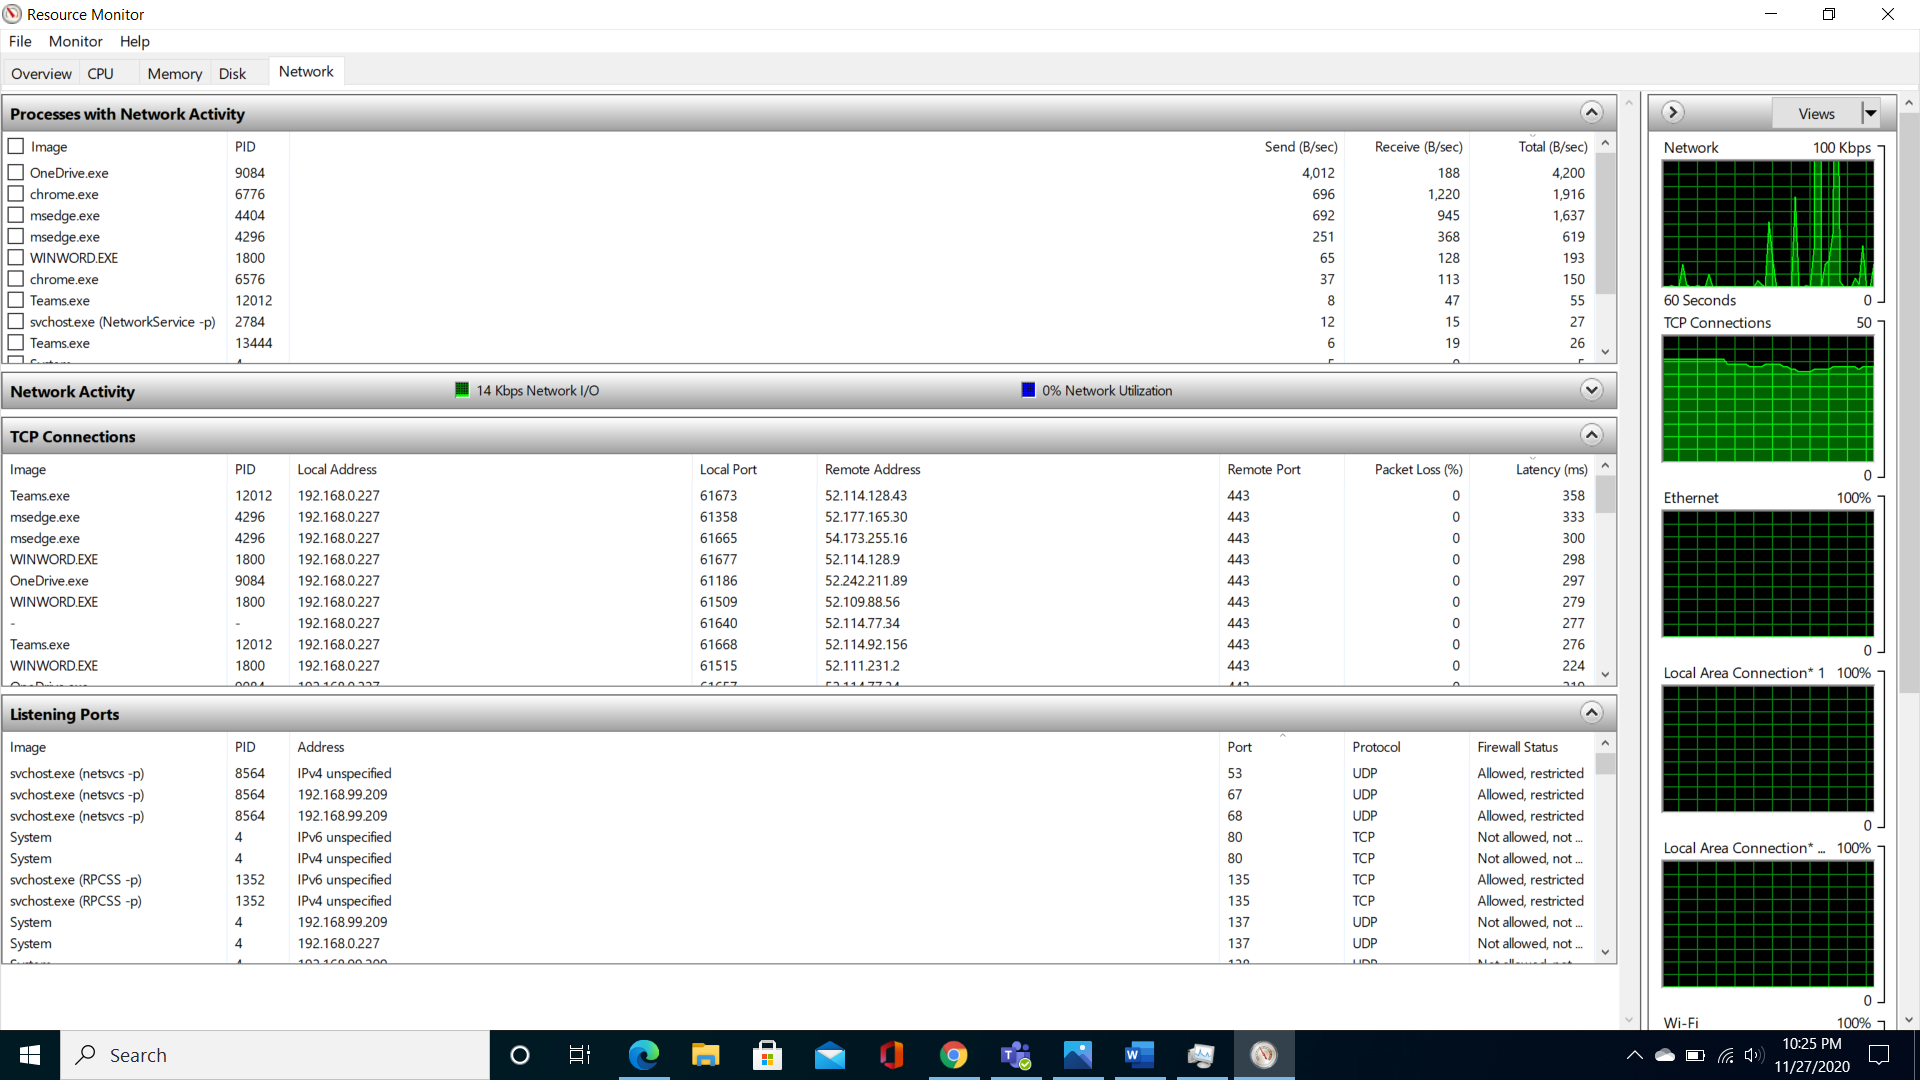 Resource Monitor
File Monitor Help
Overview CPU Memory Disk Network
Processes with Network Activity
Image PID Send (B/sec) Receive (B/sec) Total (B/sec)
OneDrive.exe 9084 4,012 188 4,200
chrome.exe 6776 696 1,220 1,916
msedge.exe 4404 692 945 1,637
msedge.exe 4296 251 368 619
WINWORD.EXE 1800 65 128 193
chrome.exe 6576 37 113 150
Teams.exe 12012 8 47 55
svchost.exe (NetworkService -p) 2784 12 15 27
Teams.exe 13444 6 19 26
Network Activity 14 Kbps Network I/O 0% Network Utilization
TCP Connections
Image PID Local Address Local Port Remote Address Remote Port Packet Loss (%) Latency (ms)
Teams.exe 12012 192.168.0.227 61673 52.114.128.43 443 0 358
msedge.exe 4296 192.168.0.227 61358 52.177.165.30 443 0 333
msedge.exe 4296 192.168.0.227 61665 54.173.255.16 443 0 300
WINWORD.EXE 1800 192.168.0.227 61677 52.114.128.9 443 0 298
OneDrive.exe 9084 192.168.0.227 61186 52.242.211.89 443 0 297
WINWORD.EXE 1800 192.168.0.227 61509 52.109.88.56 443 0 279
- - 192.168.0.227 61640 52.114.77.34 443 0 277
Teams.exe 12012 192.168.0.227 61668 52.114.92.156 443 0 276
WINWORD.EXE 1800 192.168.0.227 61515 52.111.231.2 443 0 224
Listening Ports
Image PID Address Port Protocol Firewall Status
svchost.exe (netsvcs -p) 8564 IPv4 unspecified 53 UDP Allowed, restricted
svchost.exe (netsvcs -p) 8564 192.168.99.209 67 UDP Allowed, restricted
svchost.exe (netsvcs -p) 8564 192.168.99.209 68 UDP Allowed, restricted
System 4 IPv6 unspecified 80 TCP Not allowed, not ...
System 4 IPv4 unspecified 80 TCP Not allowed, not ...
svchost.exe (RPCSS -p) 1352 IPv6 unspecified 135 TCP Allowed, restricted
svchost.exe (RPCSS -p) 1352 IPv4 unspecified 135 TCP Allowed, restricted
System 4 192.168.99.209 137 UDP Not allowed, not ...
System 4 192.168.0.227 137 UDP Not allowed, not ...
Views
Network 100 Kbps
60 Seconds 0
TCP Connections 50
0
Ethernet 100%
0
Local Area Connection* 1 100%
0
Local Area Connection* ... 100%
0
Wi-Fi 100%
Search
10:25 PM
11/27/2020